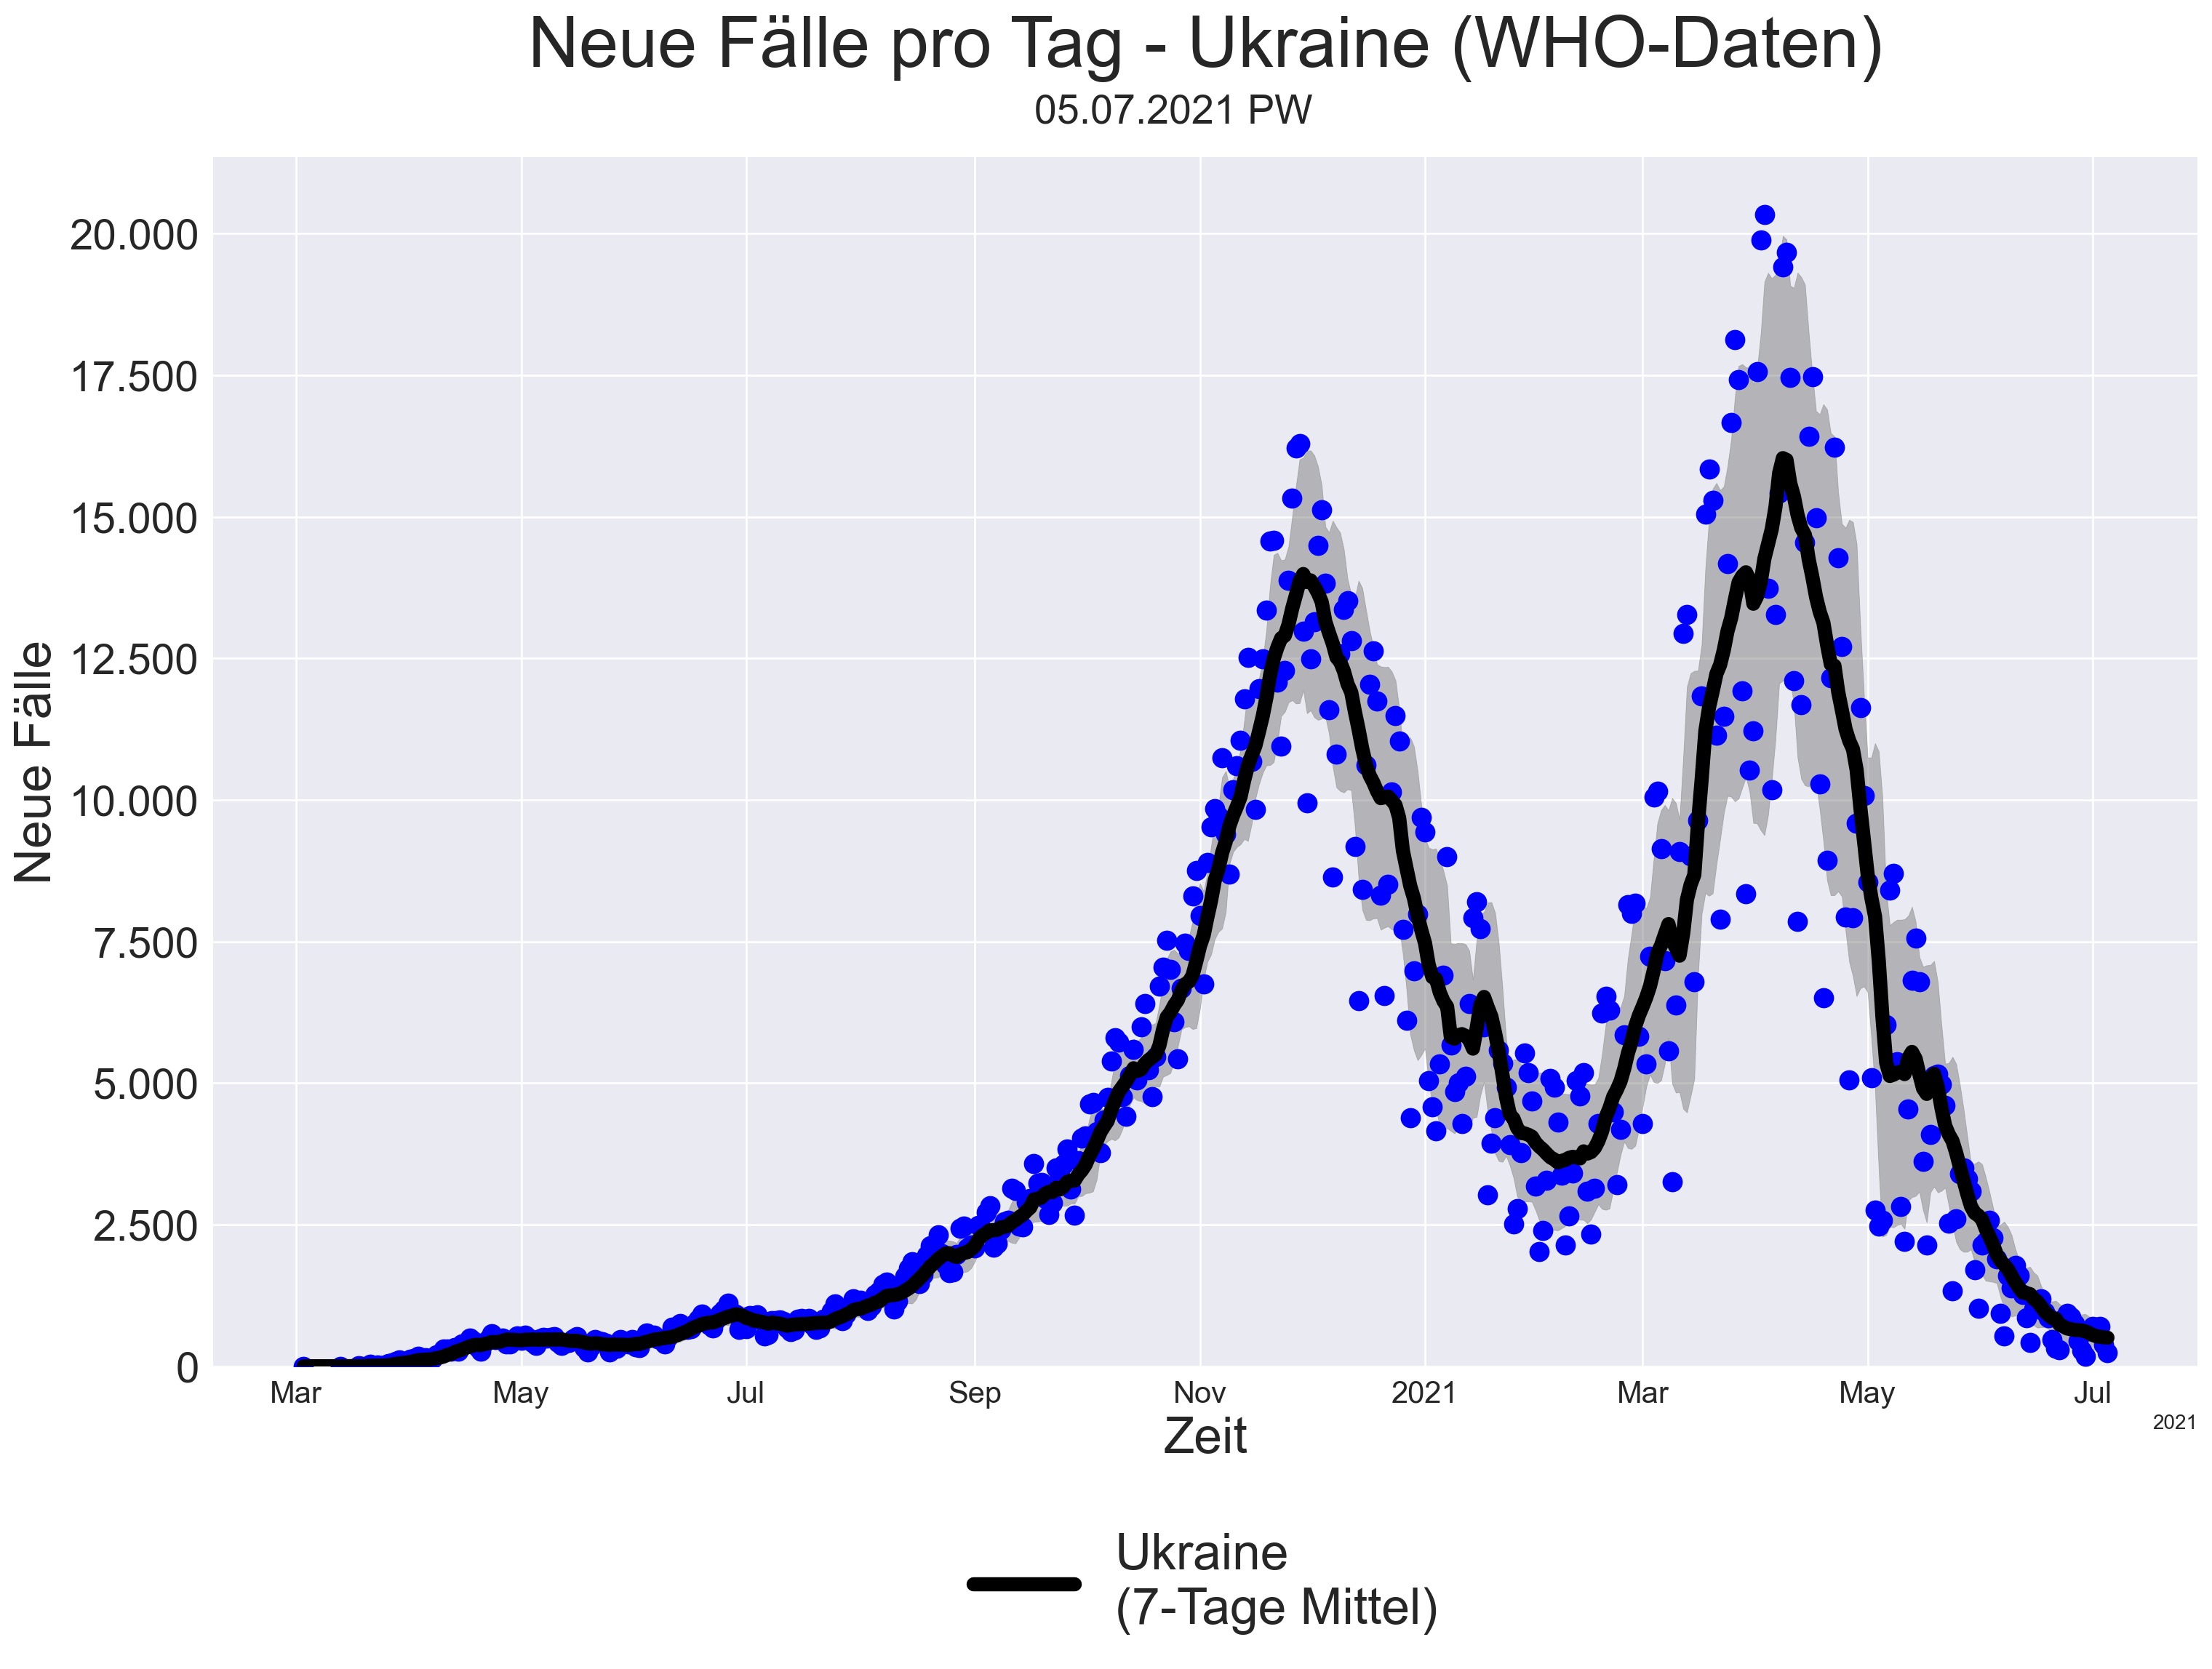 Neue Fälle pro Tag - Ukraine (WHO-Daten)
05.07.2021 PW
Neue Fälle
20.000
17.500
15.000
12.500
10.000
7.500
5.000
2.500
0
Mar May Jul Sep Nov 2021 Mar May Jul
2021
Zeit
Ukraine
(7-Tage Mittel)